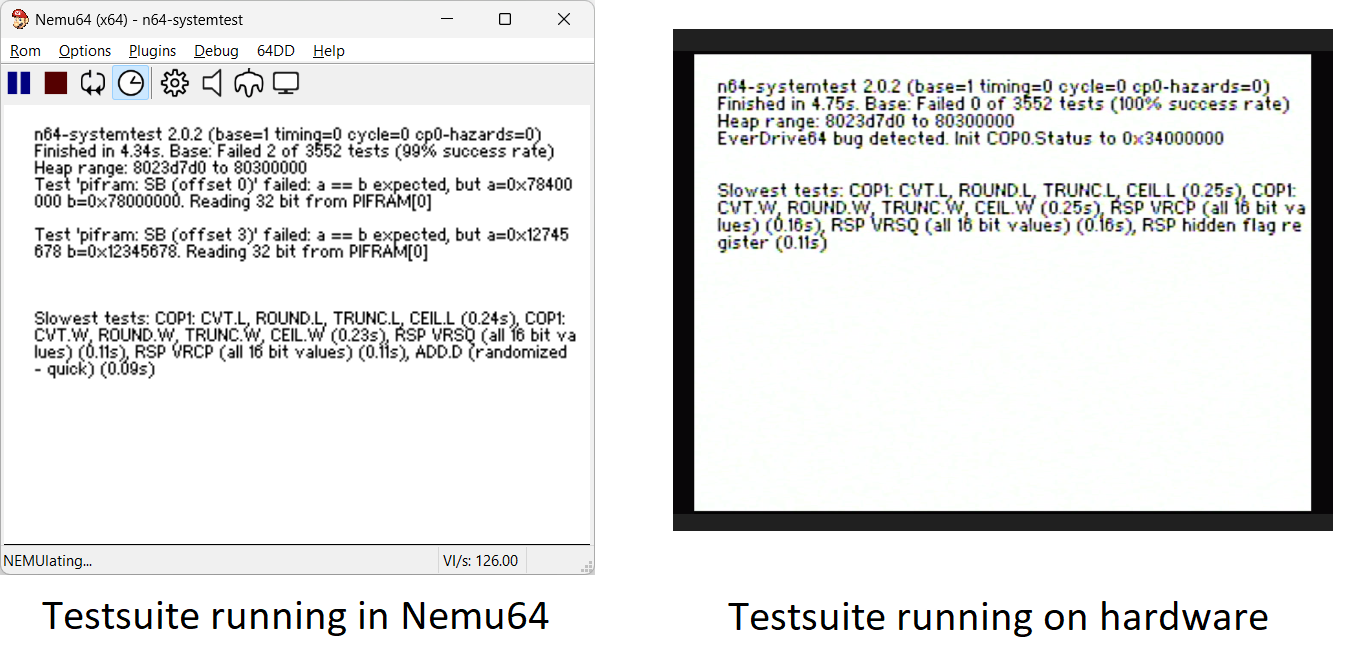 Nemu64 (x64) - n64-systemtest
Rom Options Plugins Debug 64DD Help
n64-systemtest 2.0.2 (base=1 timing=0 cycle=0 cp0-hazards=0)
Finished in 4.34s. Base: Failed 2 of 3552 tests (99% success rate)
Heap range: 8023d7d0 to 80300000
Test 'pifram: SB (offset 0)' failed: a == b expected, but a=0x78400
000 b=0x78000000. Reading 32 bit from PIFRAM[0]
Test 'pifram: SB (offset 3)' failed: a == b expected, but a=0x12745
678 b=0x12345678. Reading 32 bit from PIFRAM[0]
Slowest tests: COP1: CVT.L, ROUND.L, TRUNC.L, CEIL.L (0.24s), COP1:
CVT.W, ROUND.W, TRUNC.W, CEIL.W (0.23s), RSP VRSQ (all 16 bit va
lues) (0.11s), RSP VRCP (all 16 bit values) (0.11s), ADD.D (randomized
- quick) (0.09s)
NEMUlating...
VI/s: 126.00
Testsuite running in Nemu64
n64-systemtest 2.0.2 (base=1 timing=0 cycle=0 cp0-hazards=0)
Finished in 4.75s. Base: Failed 0 of 3552 tests (100% success rate)
Heap range: 8023d7d0 to 80300000
EverDrive64 bug detected. Init COP0.Status to 0x34000000
Slowest tests: COP1: CVT.L, ROUND.L, TRUNC.L, CEIL.L (0.25s), COP1:
CVT.W, ROUND.W, TRUNC.W, CEIL.W (0.25s), RSP VRCP (all 16 bit va
lues) (0.16s), RSP VRSQ (all 16 bit values) (0.16s), RSP hidden flag re
gister (0.11s)
Testsuite running on hardware